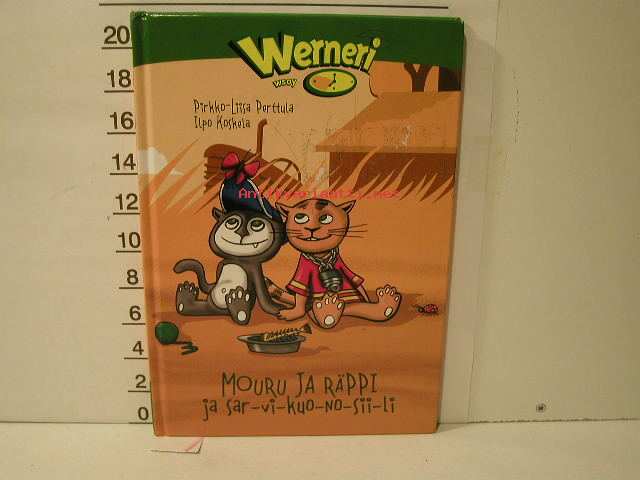 Werneri
WSOY
Pirkko-Liisa Perttula
Ilpo Koskela
Antikvariaatti.net
MOURU JA RÄPPI
ja sar-vi-kuo-no-sii-li
20
18
16
14
12
10
8
6
4
2
0